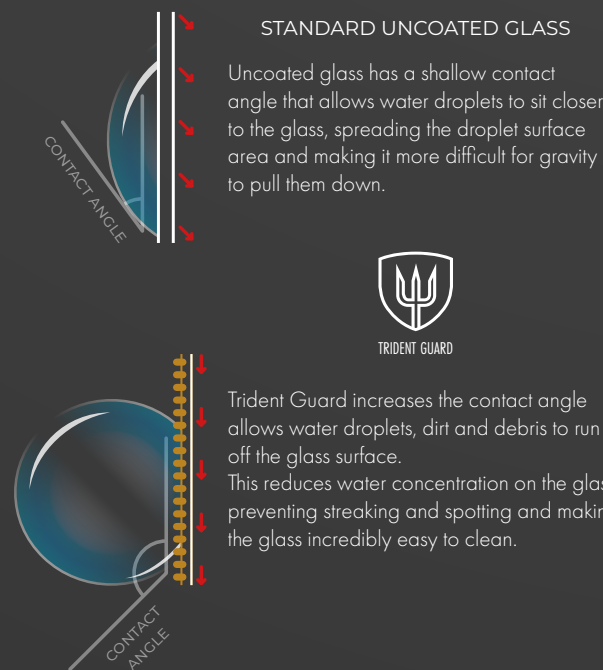 STANDARD UNCOATED GLASS
Uncoated glass has a shallow contact
angle that allows water droplets to sit closer
to the glass, spreading the droplet surface
area and making it more difficult for gravity
to pull them down.
CONTACT ANGLE
TRIDENT GUARD
Trident Guard increases the contact angle
allows water droplets, dirt and debris to run
off the glass surface.
This reduces water concentration on the glas
preventing streaking and spotting and makin
the glass incredibly easy to clean.
CONTACT
ANGLE